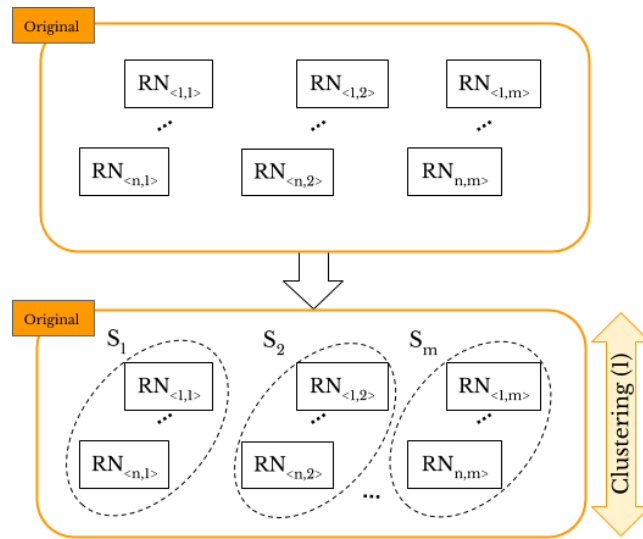 Original
RN<1,1> RN<1,2> RN<1,m>
... ... ...
RN<n,1> RN<n,2> RNn,m>
Original
S1 S2 Sm
RN<1,1> RN<1,2> RN<1,m>
... ... ...
RN<n,1> RN<n,2> RNn,m>
...
Clustering (1)